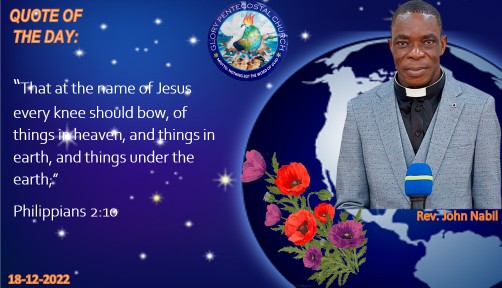 QUOTE OF
THE DAY:
GLORY PENTECOSTAL CHURCH
"That at the name of Jesus
every knee should bow, of
things in heaven, and things in
earth, and things under the
earth;"
Philippians 2:10
Rev. John Nabil
18-12-2022